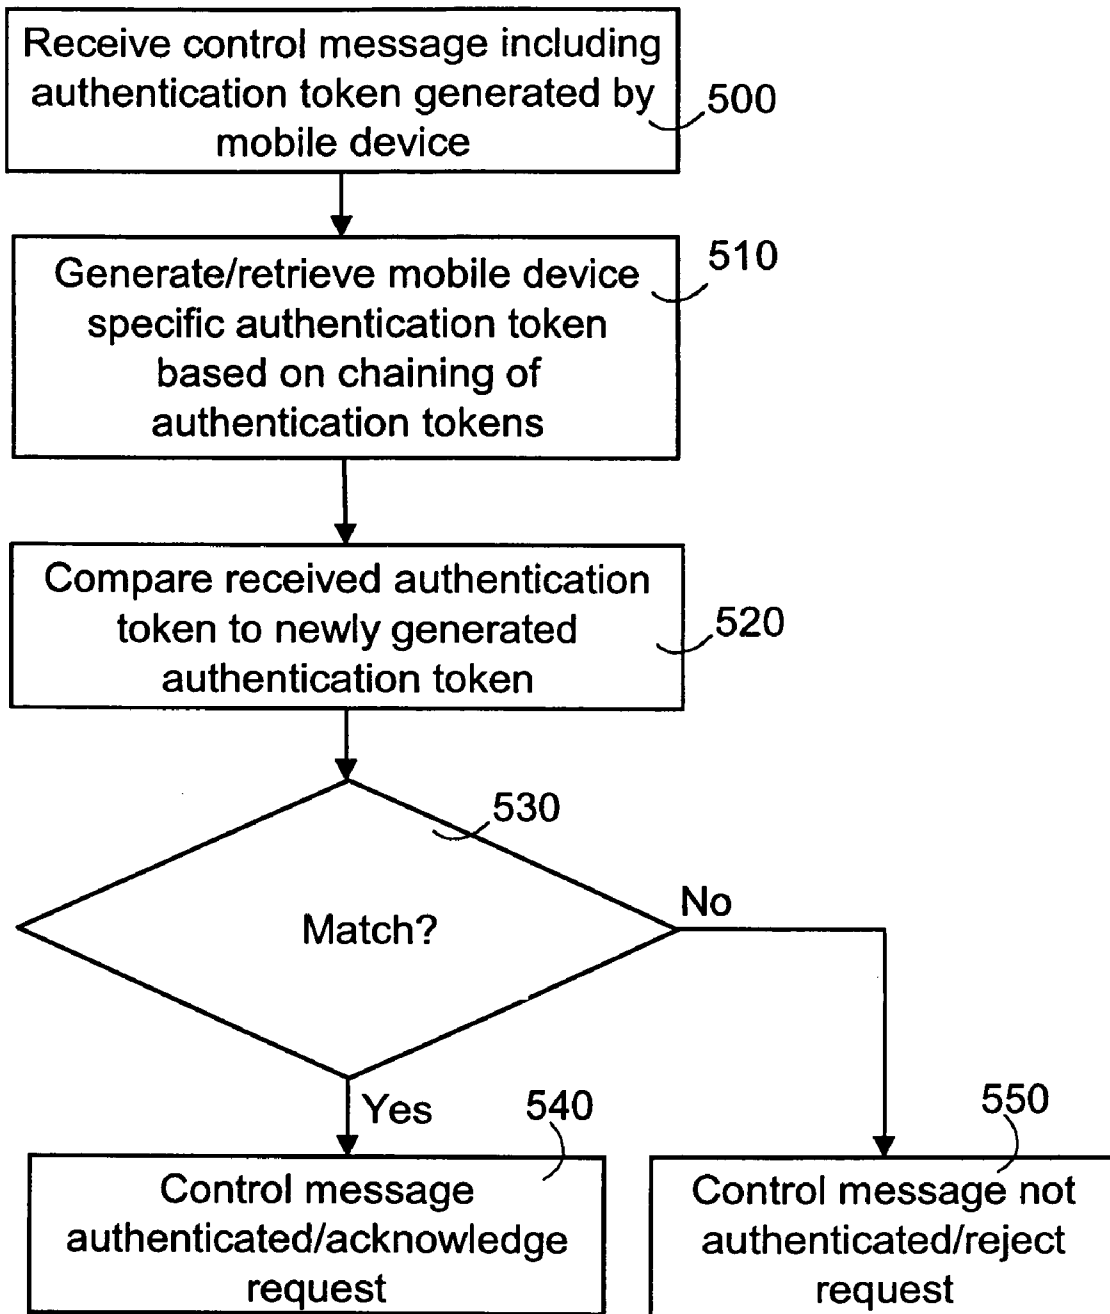 Receive control message including
authentication token generated by
mobile device
500
Generate/retrieve mobile device
specific authentication token
based on chaining of
authentication tokens
510
Compare received authentication
token to newly generated
authentication token
520
530
Match?
No
Yes
540
Control message
authenticated/acknowledge
request
550
Control message not
authenticated/reject
request